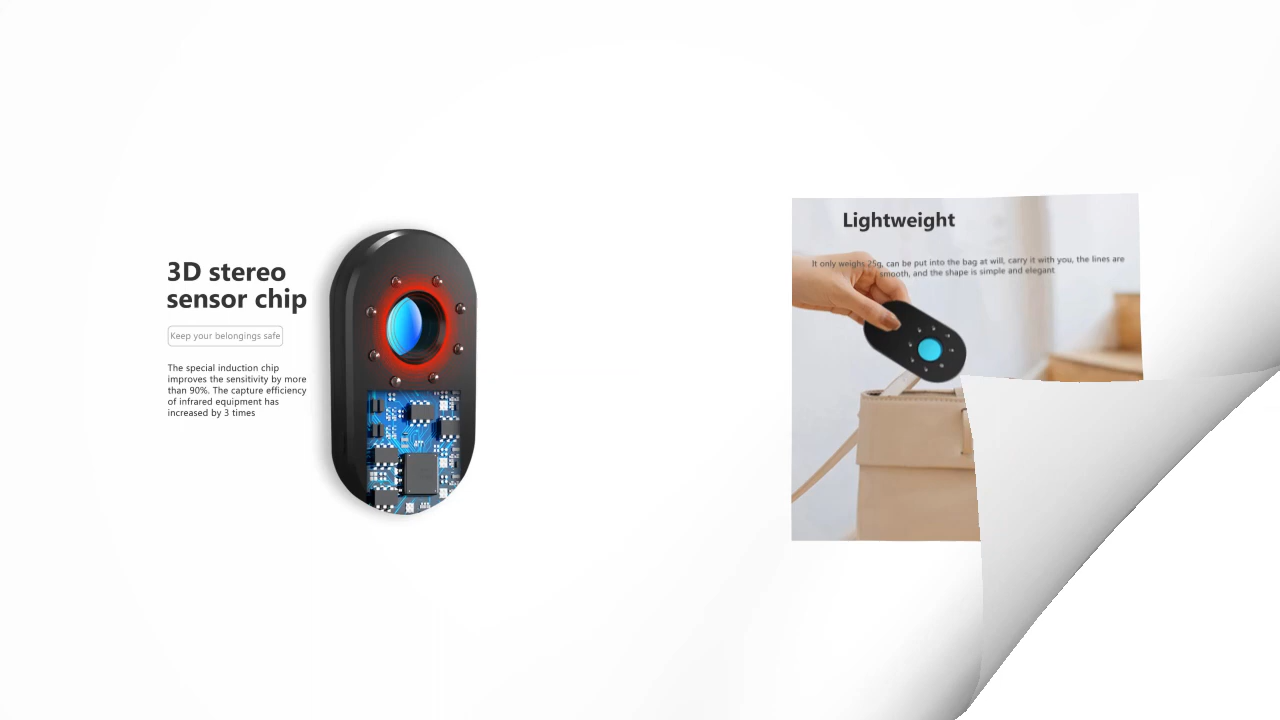 3D stereo
sensor chip
Keep your belongings safe
The special induction chip
improves the sensitivity by more
than 90%. The capture efficiency
of infrared equipment has
increased by 3 times
Lightweight
It only weighs 25g, can be put into the bag at will, carry it with you, the lines are
smooth, and the shape is simple and elegant